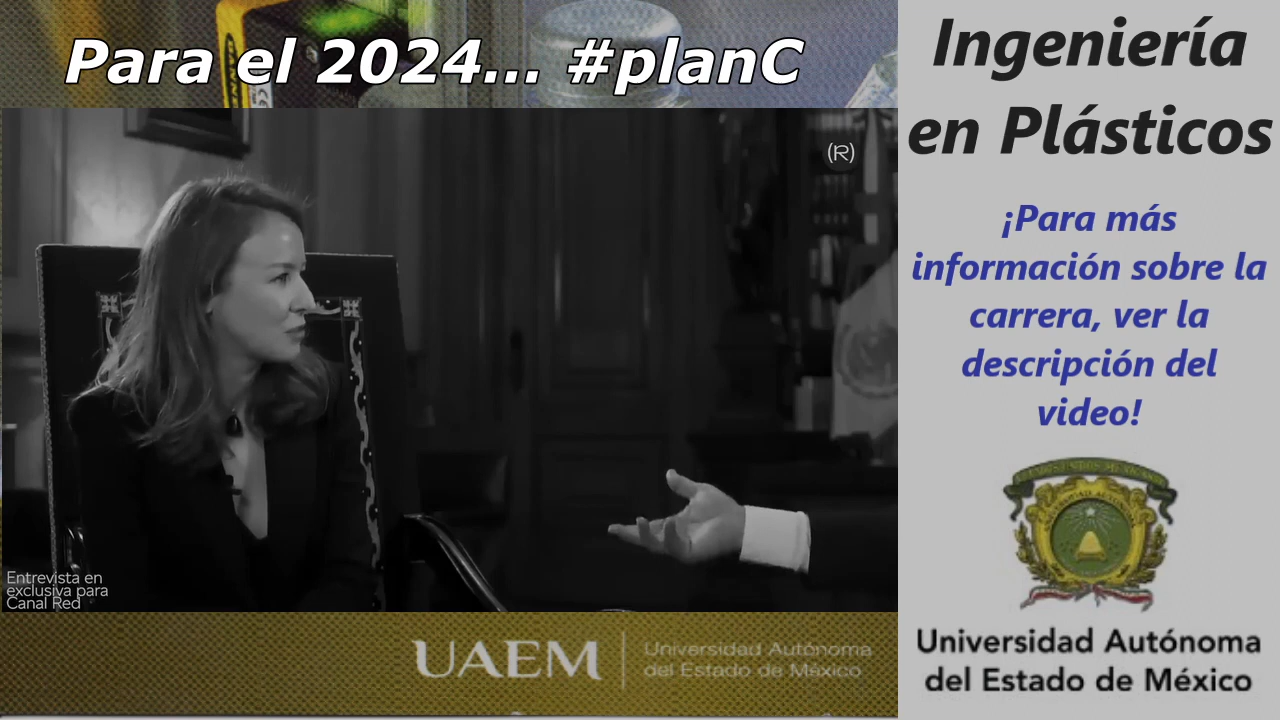 Para el 2024... #planC
(R)
Entrevista en
exclusiva para
Canal Red
UAEM
Universidad Autónoma
del Estado de México
Ingeniería
en Plásticos
¡Para más
información sobre la
carrera, ver la
descripción del
video!
Universidad Autónoma
del Estado de México